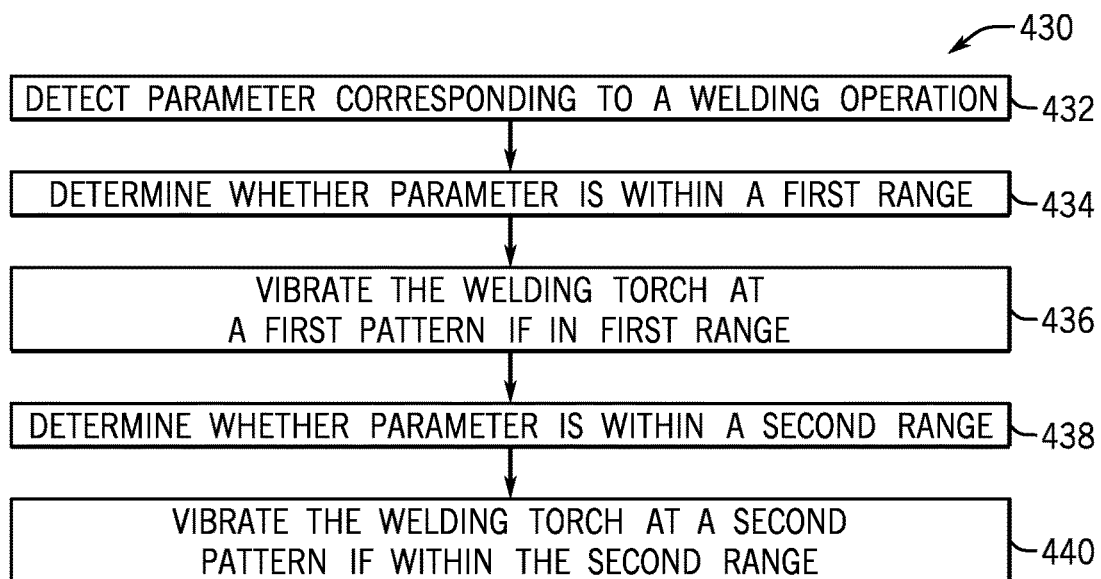 430
DETECT PARAMETER CORRESPONDING TO A WELDING OPERATION
432
DETERMINE WHETHER PARAMETER IS WITHIN A FIRST RANGE
434
VIBRATE THE WELDING TORCH AT
A FIRST PATTERN IF IN FIRST RANGE
436
DETERMINE WHETHER PARAMETER IS WITHIN A SECOND RANGE
438
VIBRATE THE WELDING TORCH AT A SECOND
PATTERN IF WITHIN THE SECOND RANGE
440